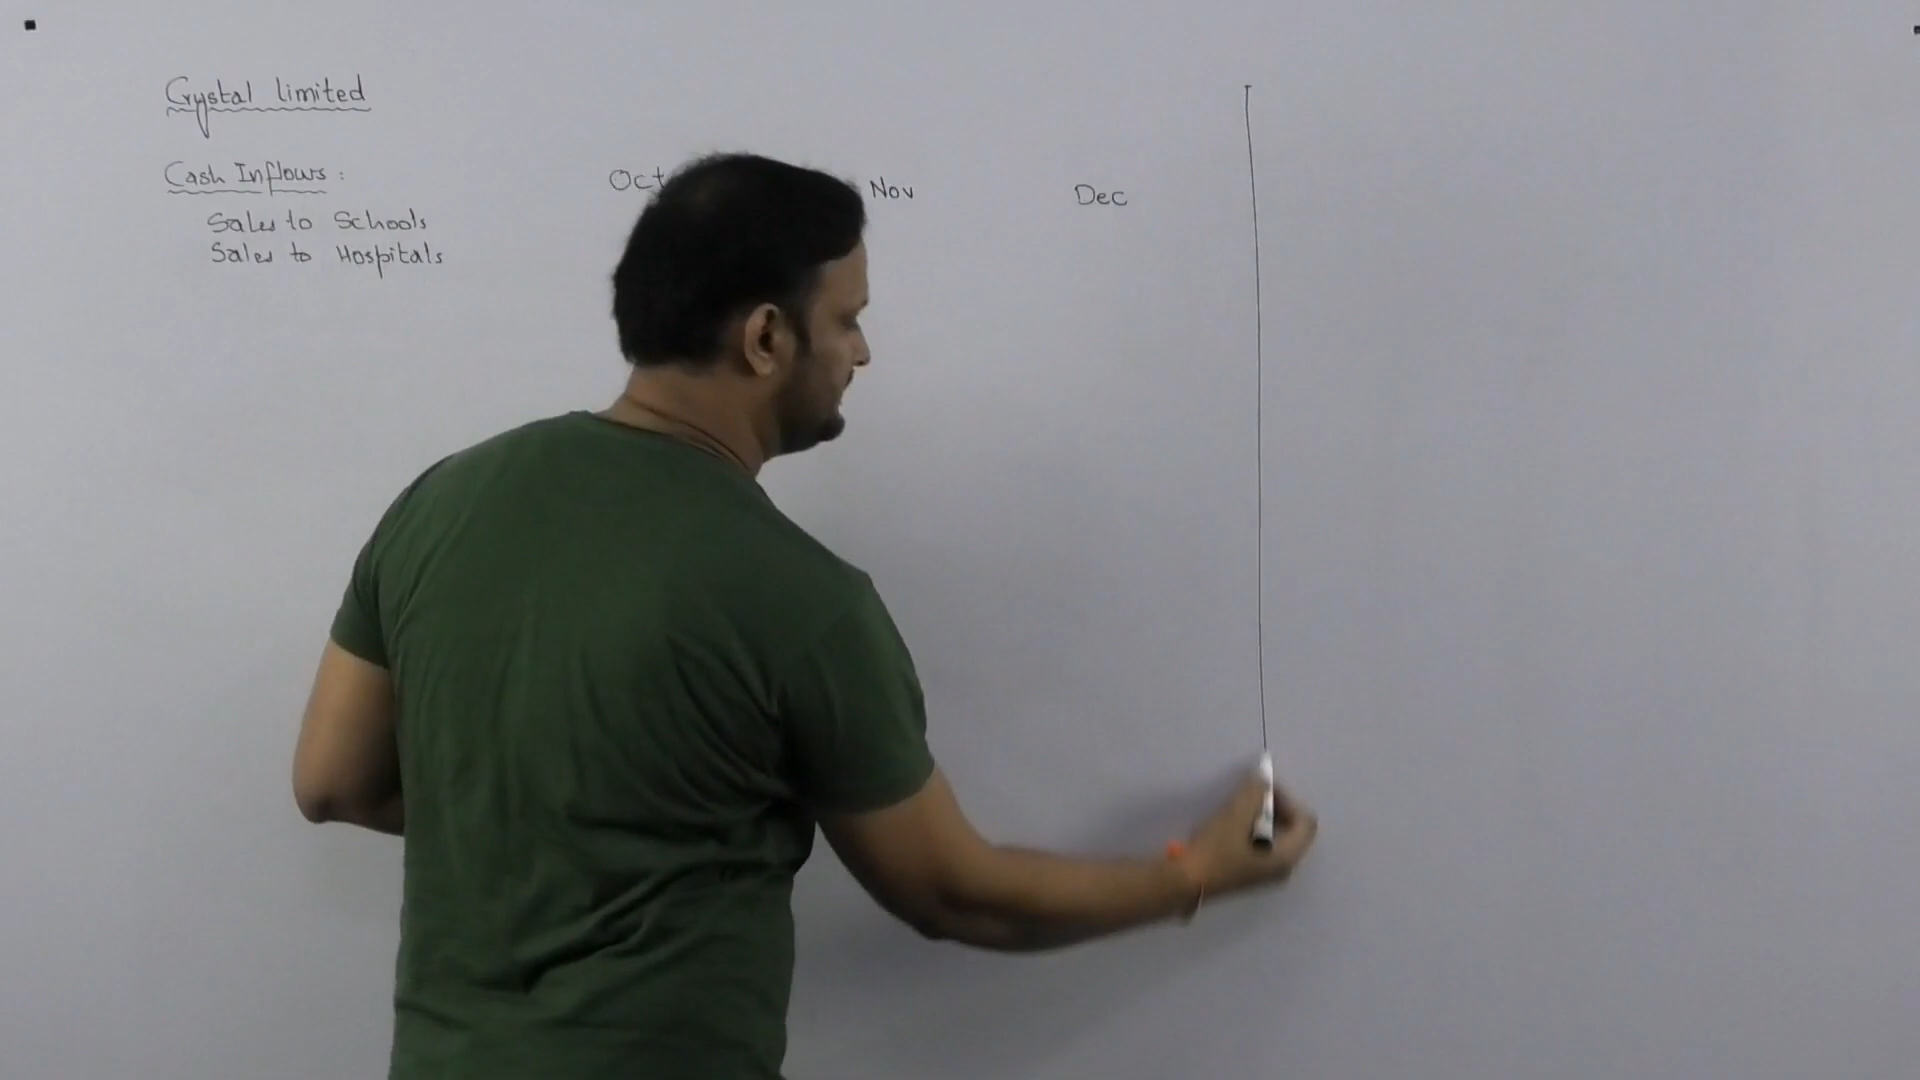 Crystal limited
Cash Inflows : Oct Nov Dec
Sales to Schools
Sales to Hospitals